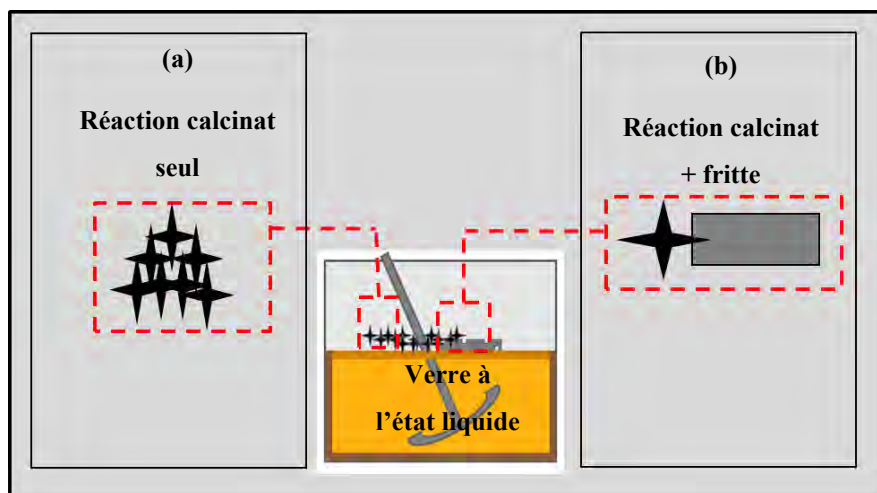 (a)
Réaction calcinat
seul
(b)
Réaction calcinat
+ fritte
Verre à
l'état liquide